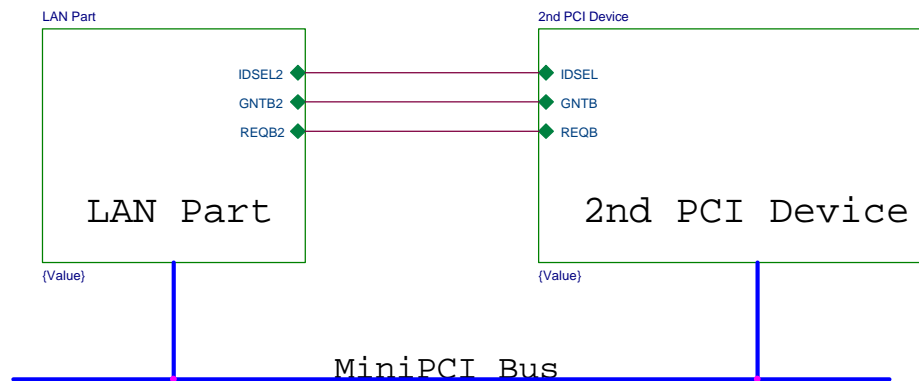 LAN Part
2nd PCI Device
IDSEL2
IDSEL
GNTB2
GNTB
REQB2
REQB
LAN Part
2nd PCI Device
{Value}
{Value}
MiniPCI Bus